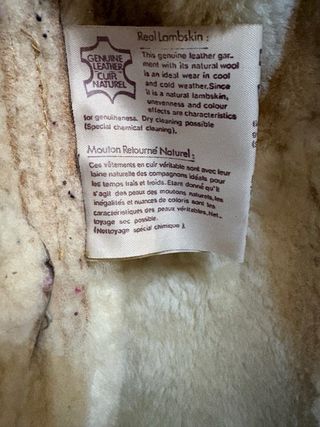 Real Lambskin :
GENUINE
LEATHER
CUIR
NATUREL
This genuine leather gar-
ment with its natural wool
is an ideal wear in cool
and cold weather. Since
it is a natural lambskin,
unevenness and colour
effects are characteristics
for genuineness. Dry cleaning possible
(Special chemical cleaning).
Mouton Retourné Naturel :
Ces vêtements en cuir véritable sont avec leur
laine naturelle des compagnons idéals pour
les temps frais et froids. Etant donné qu'il
s'agit des peaux des moutons naturels, les
inégalités et nuances de coloris sont les
caractéristiques des peaux véritables. Net-
toyage sec possible.
(Nettoyage spécial chimique ).